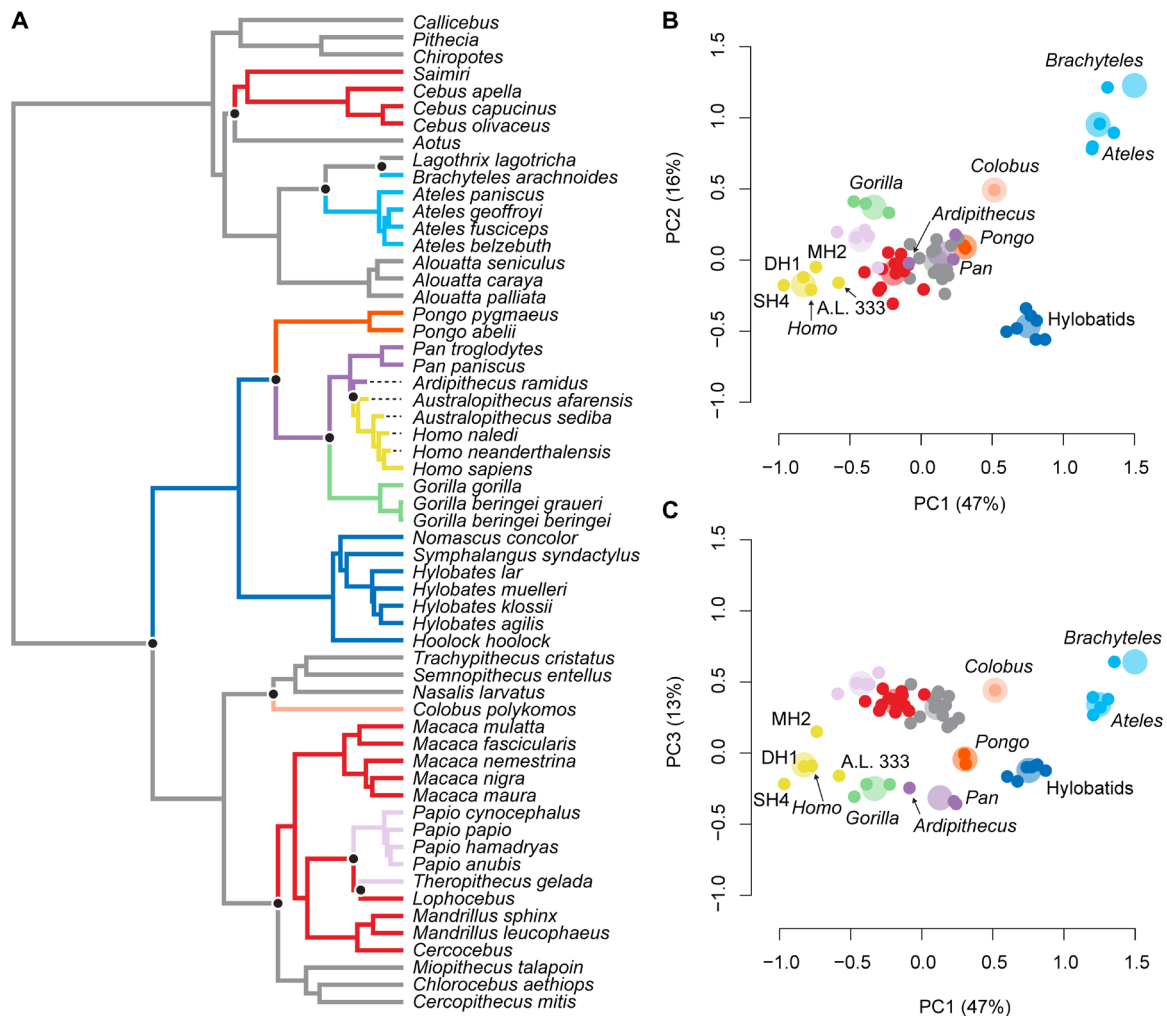 A
Callicebus
Pithecia
Chiropotes
Saimiri
Cebus apella
Cebus capucinus
Cebus olivaceus
Aotus
Lagothrix lagotricha
Brachyteles arachnoides
Ateles paniscus
Ateles geoffroyi
Ateles fusciceps
Ateles belzebuth
Alouatta seniculus
Alouatta caraya
Alouatta palliata
Pongo pygmaeus
Pongo abelii
Pan troglodytes
Pan paniscus
Ardipithecus ramidus
Australopithecus afarensis
Australopithecus sediba
Homo naledi
Homo neanderthalensis
Homo sapiens
Gorilla gorilla
Gorilla beringei graueri
Gorilla beringei beringei
Nomascus concolor
Symphalangus syndactylus
Hylobates lar
Hylobates muelleri
Hylobates klossii
Hylobates agilis
Hoolock hoolock
Trachypithecus cristatus
Semnopithecus entellus
Nasalis larvatus
Colobus polykomos
Macaca mulatta
Macaca fascicularis
Macaca nemestrina
Macaca nigra
Macaca maura
Papio cynocephalus
Papio papio
Papio hamadryas
Papio anubis
Theropithecus gelada
Lophocebus
Mandrillus sphinx
Mandrillus leucophaeus
Cercocebus
Miopithecus talapoin
Chlorocebus aethiops
Cercopithecus mitis
B
PC2 (16%)
1.5
1.0
0.5
0.0
−0.5
−1.0
Brachyteles
Ateles
Colobus
Gorilla
Ardipithecus
Pongo
MH2
DH1
Pan
SH4
A.L. 333
Homo
Hylobatids
−1.0 −0.5 0.0 0.5 1.0 1.5
PC1 (47%)
C
PC3 (13%)
1.5
1.0
0.5
0.0
−0.5
−1.0
Brachyteles
Colobus
Ateles
MH2
Pongo
DH1
A.L. 333
Hylobatids
SH4
Homo
Pan
Gorilla
Ardipithecus
−1.0 −0.5 0.0 0.5 1.0 1.5
PC1 (47%)